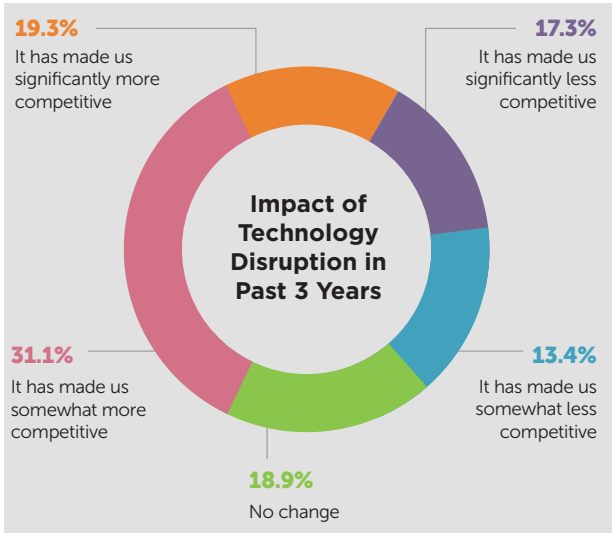 19.3%
It has made us
significantly more
competitive
17.3%
It has made us
significantly less
competitive
Impact of
Technology
Disruption in
Past 3 Years
31.1%
It has made us
somewhat more
competitive
13.4%
It has made us
somewhat less
competitive
18.9%
No change